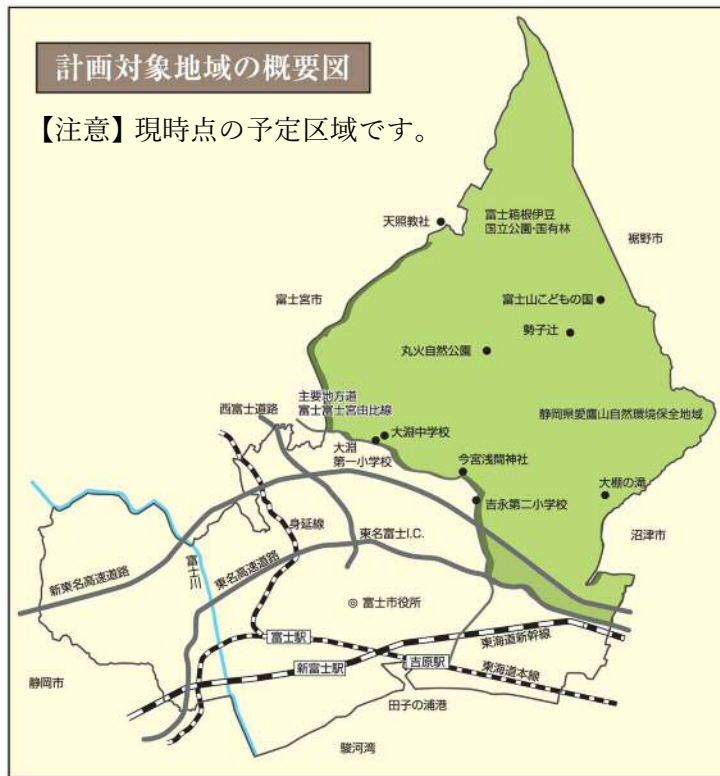 計画対象地域の概要図
【注意】現時点の予定区域です。
天照教社
富士箱根伊豆
国立公園・国有林
裾野市
富士宮市
富士山こどもの国
勢子辻
丸火自然公園
主要地方道
富士富士宮由比線
西富士道路
静岡県愛鷹山自然環境保全地域
大淵中学校
大淵
第一小学校
今宮浅間神社
大棚の滝
吉永第二小学校
沼津市
身延線
東名富士I.C.
新東名高速道路
富士川
東名高速道路
◎富士市役所
富士駅
東海道新幹線
新富士駅
吉原駅
東海道本線
静岡市
田子の浦港
駿河湾